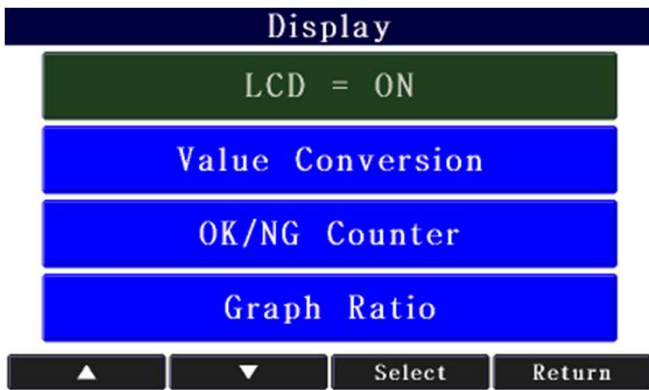 Display
LCD = ON
Value Conversion
OK/NG Counter
Graph Ratio
▲ ▼ Select Return